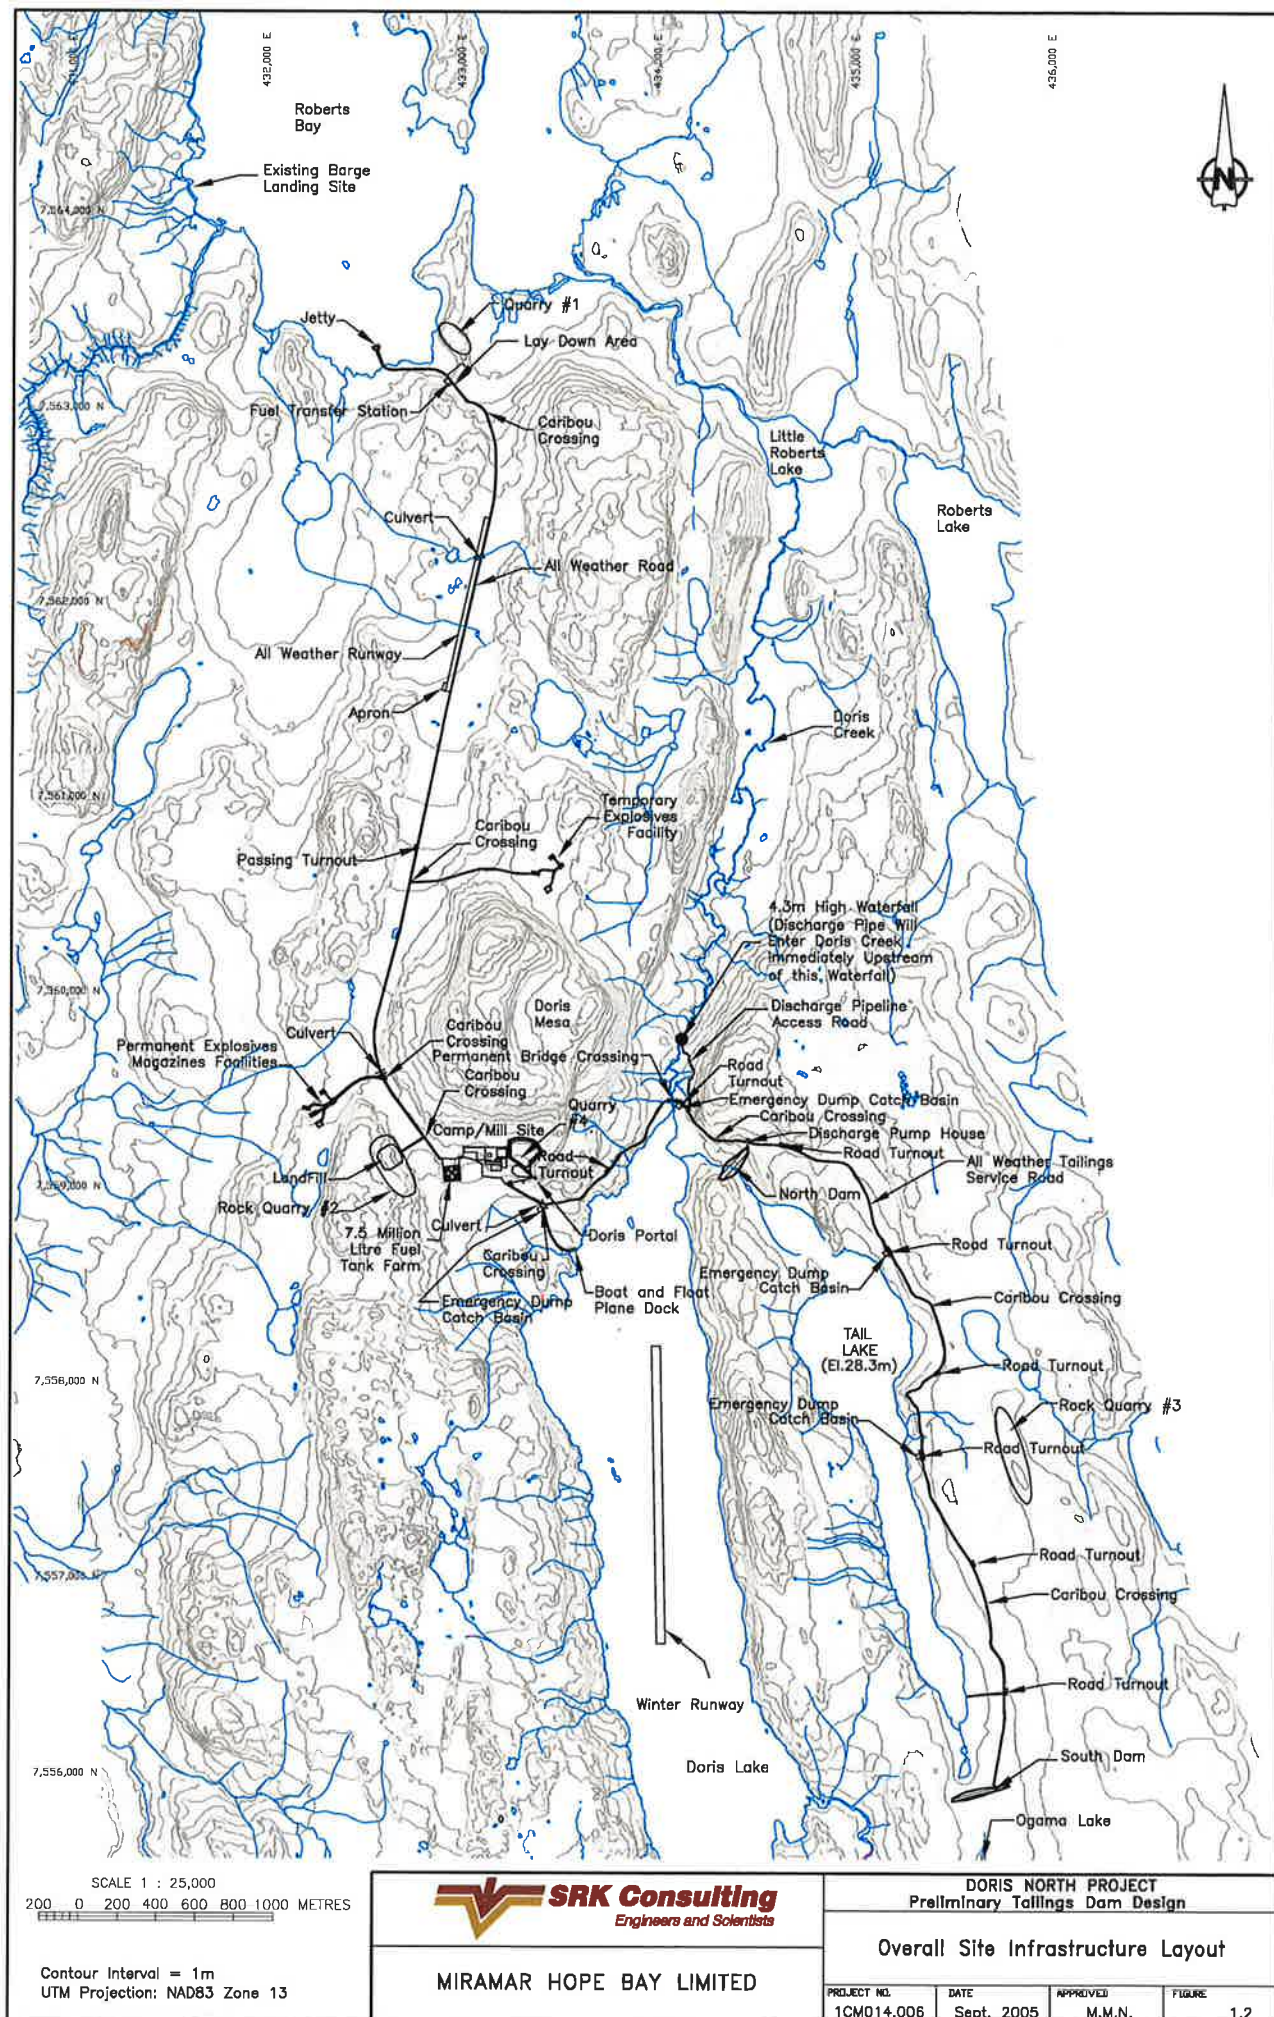 431,000 E
432,000 E
433,000 E
434,000 E
435,000 E
436,000 E
Roberts
Bay
N
Existing Barge
Landing Site
7,564,000 N
Quarry #1
Jetty
Lay Down Area
7,563,000 N
Fuel Transfer Station
Caribou
Crossing
Little
Roberts
Lake
Roberts
Lake
Culvert
All Weather Road
7,562,000 N
All Weather Runway
Apron
Doris
Creek
7,561,000 N
Temporary
Explosives
Facility
Caribou
Crossing
Passing Turnout
4.3m High Waterfall
(Discharge Pipe Will
Enter Doris Creek
Immediately Upstream
of this Waterfall)
7,560,000 N
Doris
Mesa
Discharge Pipeline
Access Road
Culvert
Caribou
Crossing
Permanent Explosives
Magazines Facilities
Permanent Bridge Crossing
Road
Turnout
Caribou
Crossing
Emergency Dump Catch Basin
Quarry
#4
Caribou Crossing
Camp/Mill Site
Discharge Pump House
Road
Turnout
Road Turnout
All Weather Tailings
Service Road
LandFill
7,559,000 N
North Dam
Rock Quarry #2
Culvert
7.5 Million
Litre Fuel
Tank Farm
Doris Portal
Road Turnout
Caribou
Crossing
Emergency Dump
Catch Basin
Boat and Float
Plane Dock
Emergency Dump
Catch Basin
Caribou Crossing
TAIL
LAKE
(El.28.3m)
Road Turnout
7,558,000 N
Emergency Dump
Catch Basin
Rock Quarry #3
Road Turnout
Road Turnout
7,557,000 N
Caribou Crossing
Road Turnout
Winter Runway
South Dam
Doris Lake
7,556,000 N
Ogama Lake
SCALE 1 : 25,000
200 0 200 400 600 800 1000 METRES
Contour Interval = 1m
UTM Projection: NAD83 Zone 13
SRK Consulting
Engineers and Scientists
MIRAMAR HOPE BAY LIMITED
DORIS NORTH PROJECT
Preliminary Tailings Dam Design
Overall Site Infrastructure Layout
PROJECT NO. DATE APPROVED FIGURE
1CM014.006 Sept. 2005 M.M.N. 1.2